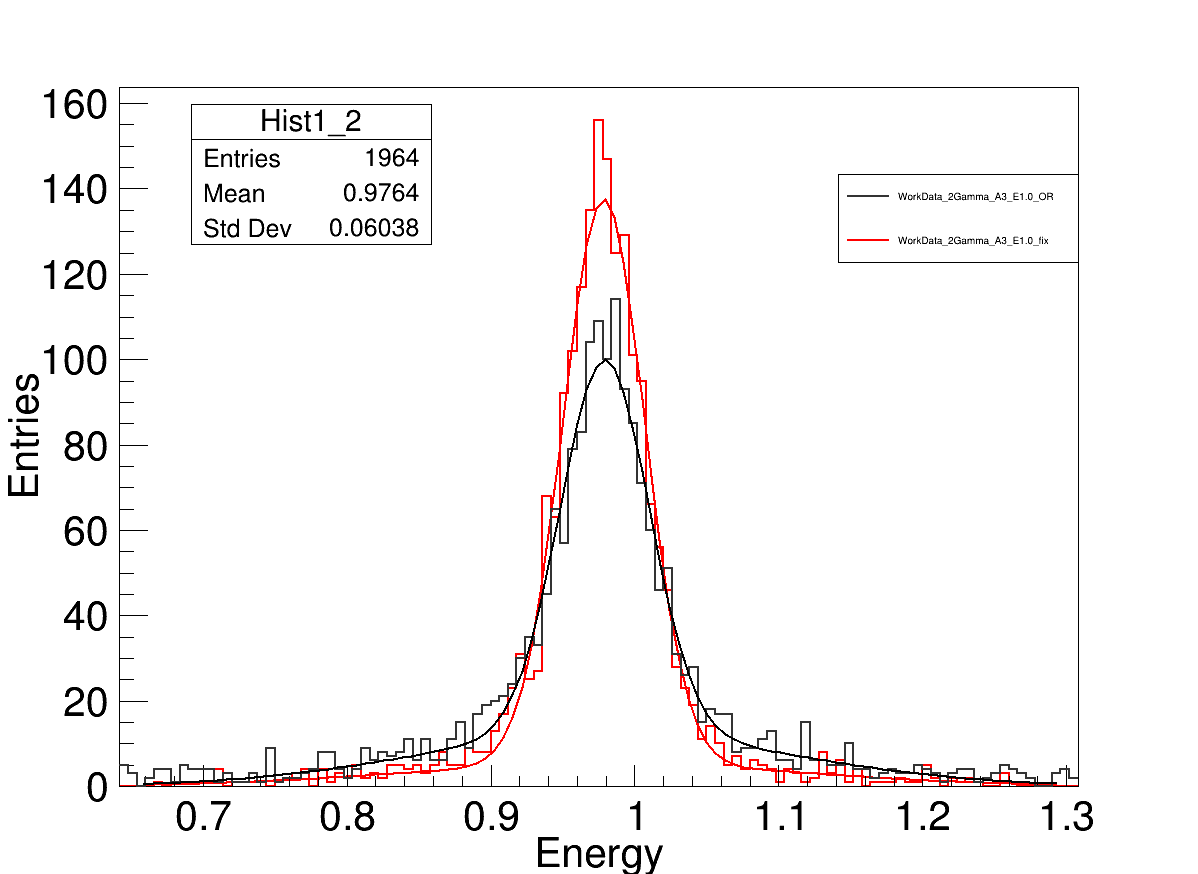 160
140
120
100
80
60
40
20
0
Entries
Hist1_2
Entries 1964
Mean 0.9764
Std Dev 0.06038
WorkData_2Gamma_A3_E1.0_OR
WorkData_2Gamma_A3_E1.0_fix
0.7 0.8 0.9 1 1.1 1.2 1.3
Energy